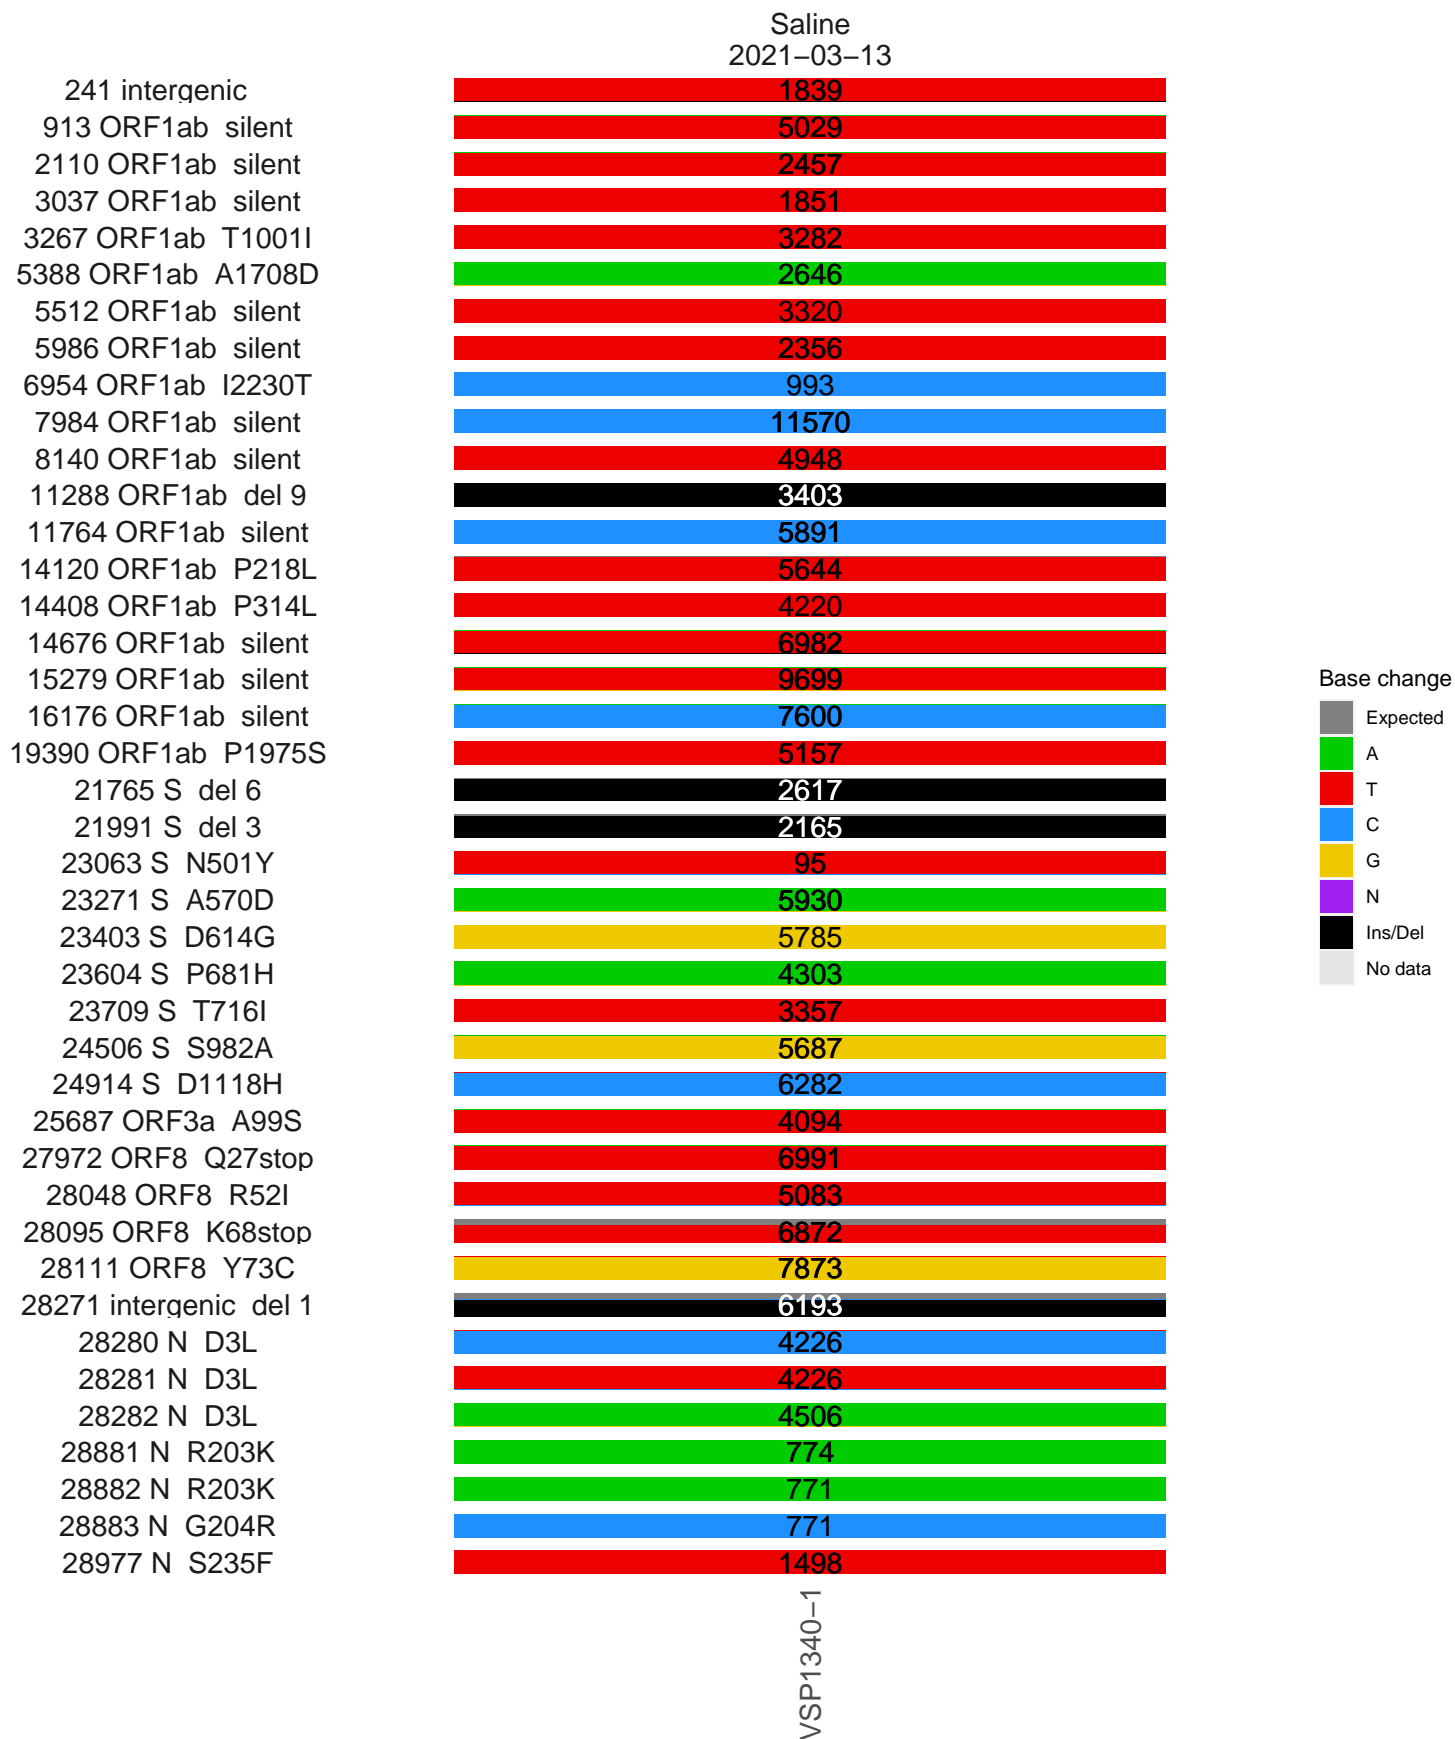 Saline
2021−03−13
241 intergenic 1839
913 ORF1ab silent 5029
2110 ORF1ab silent 2457
3037 ORF1ab silent 1851
3267 ORF1ab T1001I 3282
5388 ORF1ab A1708D 2646
5512 ORF1ab silent 3320
5986 ORF1ab silent 2356
6954 ORF1ab I2230T 993
7984 ORF1ab silent 11570
8140 ORF1ab silent 4948
11288 ORF1ab del 9 3403
11764 ORF1ab silent 5891
14120 ORF1ab P218L 5644
14408 ORF1ab P314L 4220
14676 ORF1ab silent 6982
15279 ORF1ab silent 9699
16176 ORF1ab silent 7600
19390 ORF1ab P1975S 5157
21765 S del 6 2617
21991 S del 3 2165
23063 S N501Y 95
23271 S A570D 5930
23403 S D614G 5785
23604 S P681H 4303
23709 S T716I 3357
24506 S S982A 5687
24914 S D1118H 6282
25687 ORF3a A99S 4094
27972 ORF8 Q27stop 6991
28048 ORF8 R52I 5083
28095 ORF8 K68stop 6872
28111 ORF8 Y73C 7873
28271 intergenic del 1 6193
28280 N D3L 4226
28281 N D3L 4226
28282 N D3L 4506
28881 N R203K 774
28882 N R203K 771
28883 N G204R 771
28977 N S235F 1498
VSP1340−1
Base change
Expected
A
T
C
G
N
Ins/Del
No data